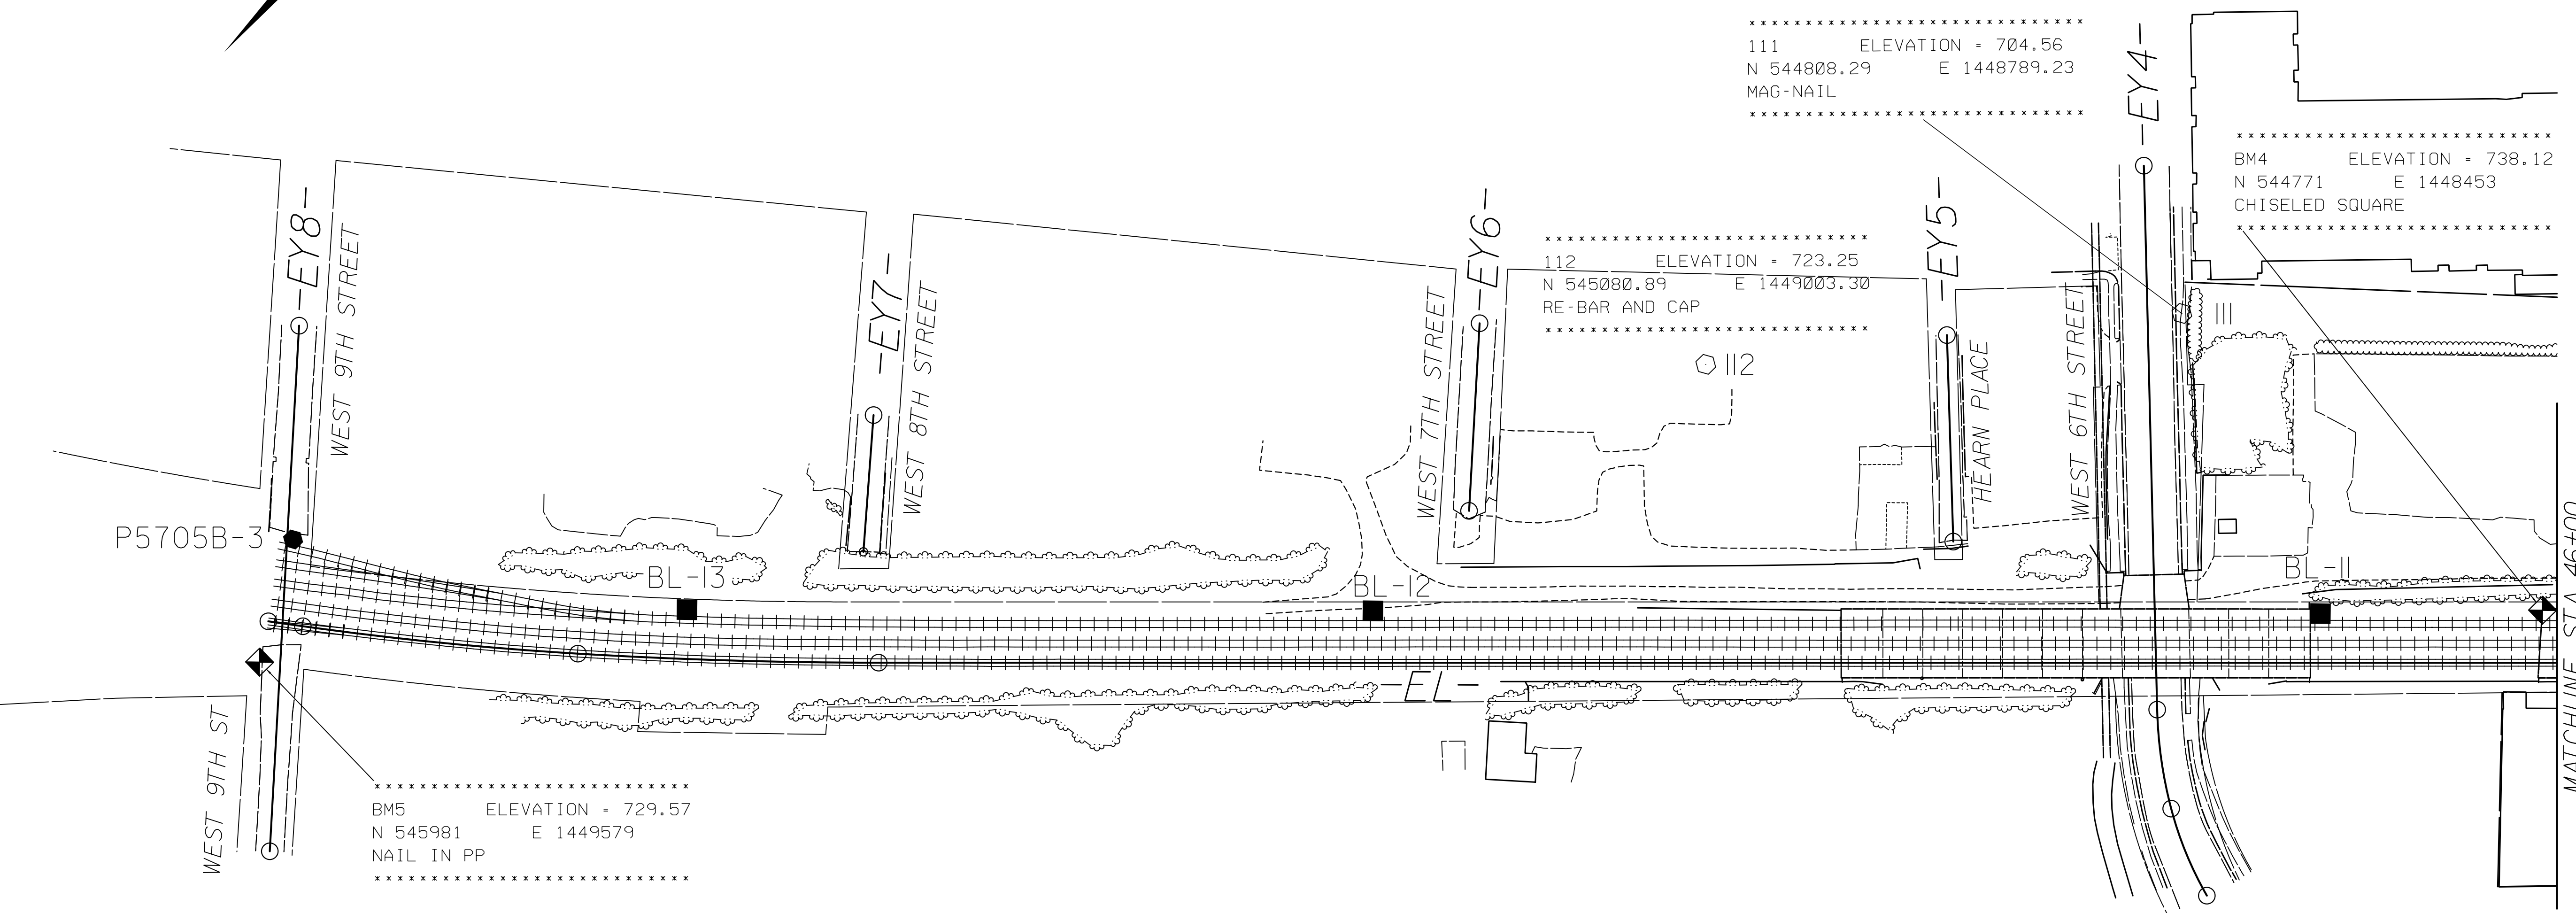 111 ELEVATION = 704.56
N 544808.29 E 1448789.23
MAG-NAIL
-EY4-
BM4 ELEVATION = 738.12
N 544771 E 1448453
CHISELED SQUARE
-EY8-
WEST 9TH STREET
-EY7-
WEST 8TH STREET
-EY6-
WEST 7TH STREET
112 ELEVATION = 723.25
N 545080.89 E 1449003.30
RE-BAR AND CAP
112
-EY5-
HEARN PLACE
WEST 6TH STREET
111
P5705B-3
BL-13
BL-12
BL-11
-EL-
MATCHLINE STA 46+00
WEST 9TH ST
BM5 ELEVATION = 729.57
N 545981 E 1449579
NAIL IN PP